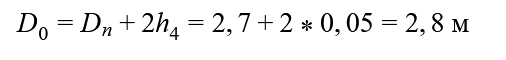 D₀ = Dₙ + 2h₄ = 2, 7 + 2 * 0, 05 = 2, 8 м